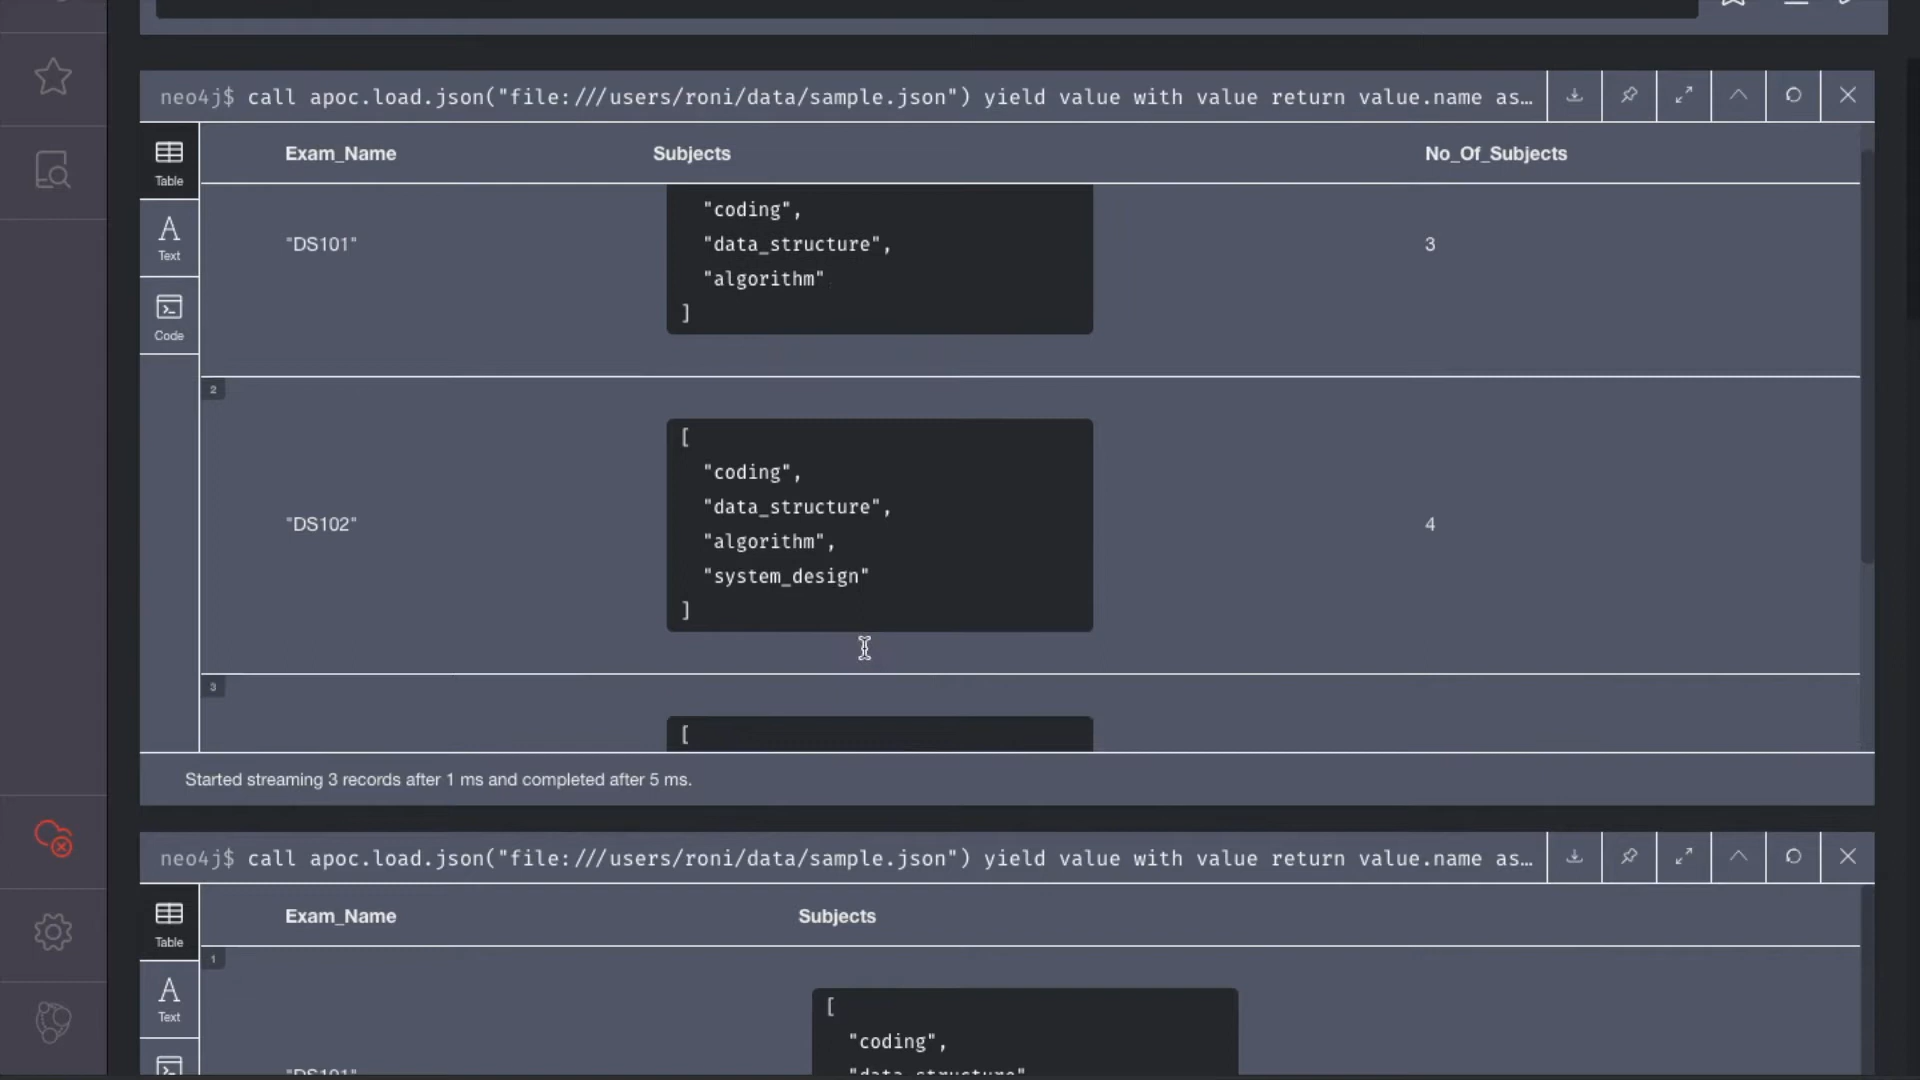 neo4j$ call apoc.load.json("file:///users/roni/data/sample.json") yield value with value return value.name as…
Table
Text
Code
Exam_Name Subjects No_Of_Subjects
"DS101"
"coding",
"data_structure",
"algorithm"
]
3
2
"DS102"
[
"coding",
"data_structure",
"algorithm",
"system_design"
]
4
3
[
Started streaming 3 records after 1 ms and completed after 5 ms.
neo4j$ call apoc.load.json("file:///users/roni/data/sample.json") yield value with value return value.name as…
Table
Text
Exam_Name Subjects
1
"DS101"
[
"coding",
"data_structure"